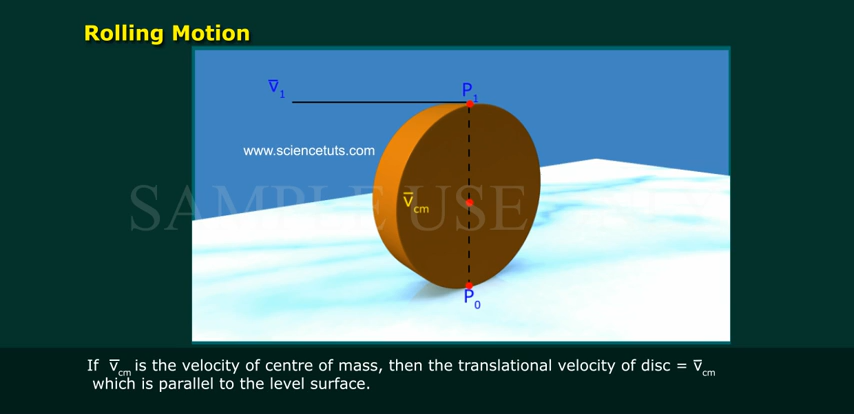 Rolling Motion
v̅₁
P₁
www.sciencetuts.com
SAMPLE USE ONLY
v̅cm
P₀
If v̅cm is the velocity of centre of mass, then the translational velocity of disc = v̅cm
which is parallel to the level surface.